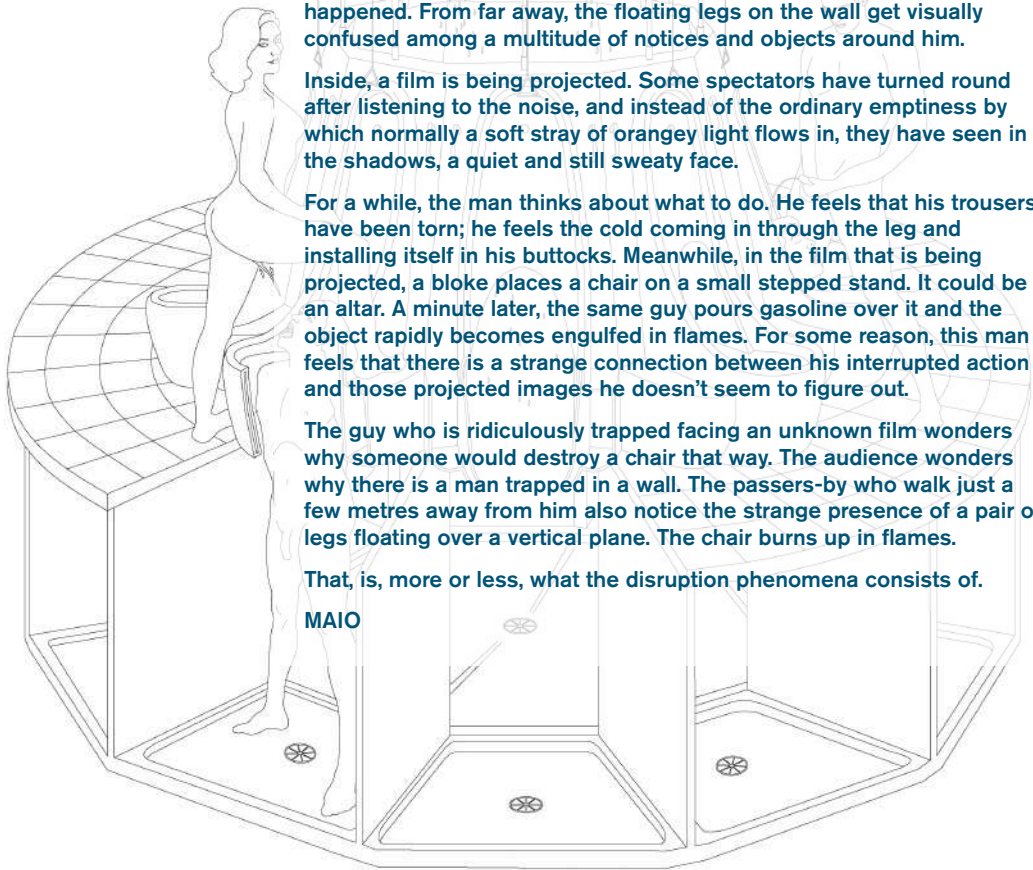 happened. From far away, the floating legs on the wall get visually
confused among a multitude of notices and objects around him.
Inside, a film is being projected. Some spectators have turned round
after listening to the noise, and instead of the ordinary emptiness by
which normally a soft stray of orangey light flows in, they have seen in
the shadows, a quiet and still sweaty face.
For a while, the man thinks about what to do. He feels that his trousers
have been torn; he feels the cold coming in through the leg and
installing itself in his buttocks. Meanwhile, in the film that is being
projected, a bloke places a chair on a small stepped stand. It could be
an altar. A minute later, the same guy pours gasoline over it and the
object rapidly becomes engulfed in flames. For some reason, this man
feels that there is a strange connection between his interrupted action
and those projected images he doesn’t seem to figure out.
The guy who is ridiculously trapped facing an unknown film wonders
why someone would destroy a chair that way. The audience wonders
why there is a man trapped in a wall. The passers-by who walk just a
few metres away from him also notice the strange presence of a pair o
legs floating over a vertical plane. The chair burns up in flames.
That, is, more or less, what the disruption phenomena consists of.
MAIO